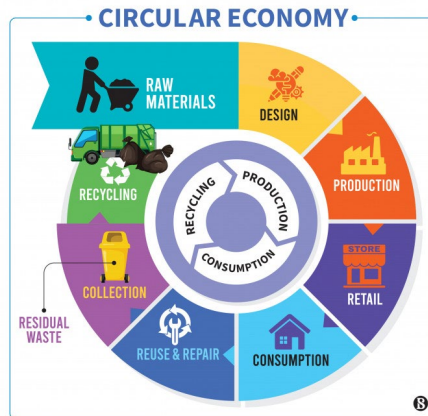 CIRCULAR ECONOMY
RAW
MATERIALS
DESIGN
PRODUCTION
STORE
RETAIL
CONSUMPTION
REUSE & REPAIR
COLLECTION
RESIDUAL
WASTE
RECYCLING
PRODUCTION
CONSUMPTION
RECYCLING